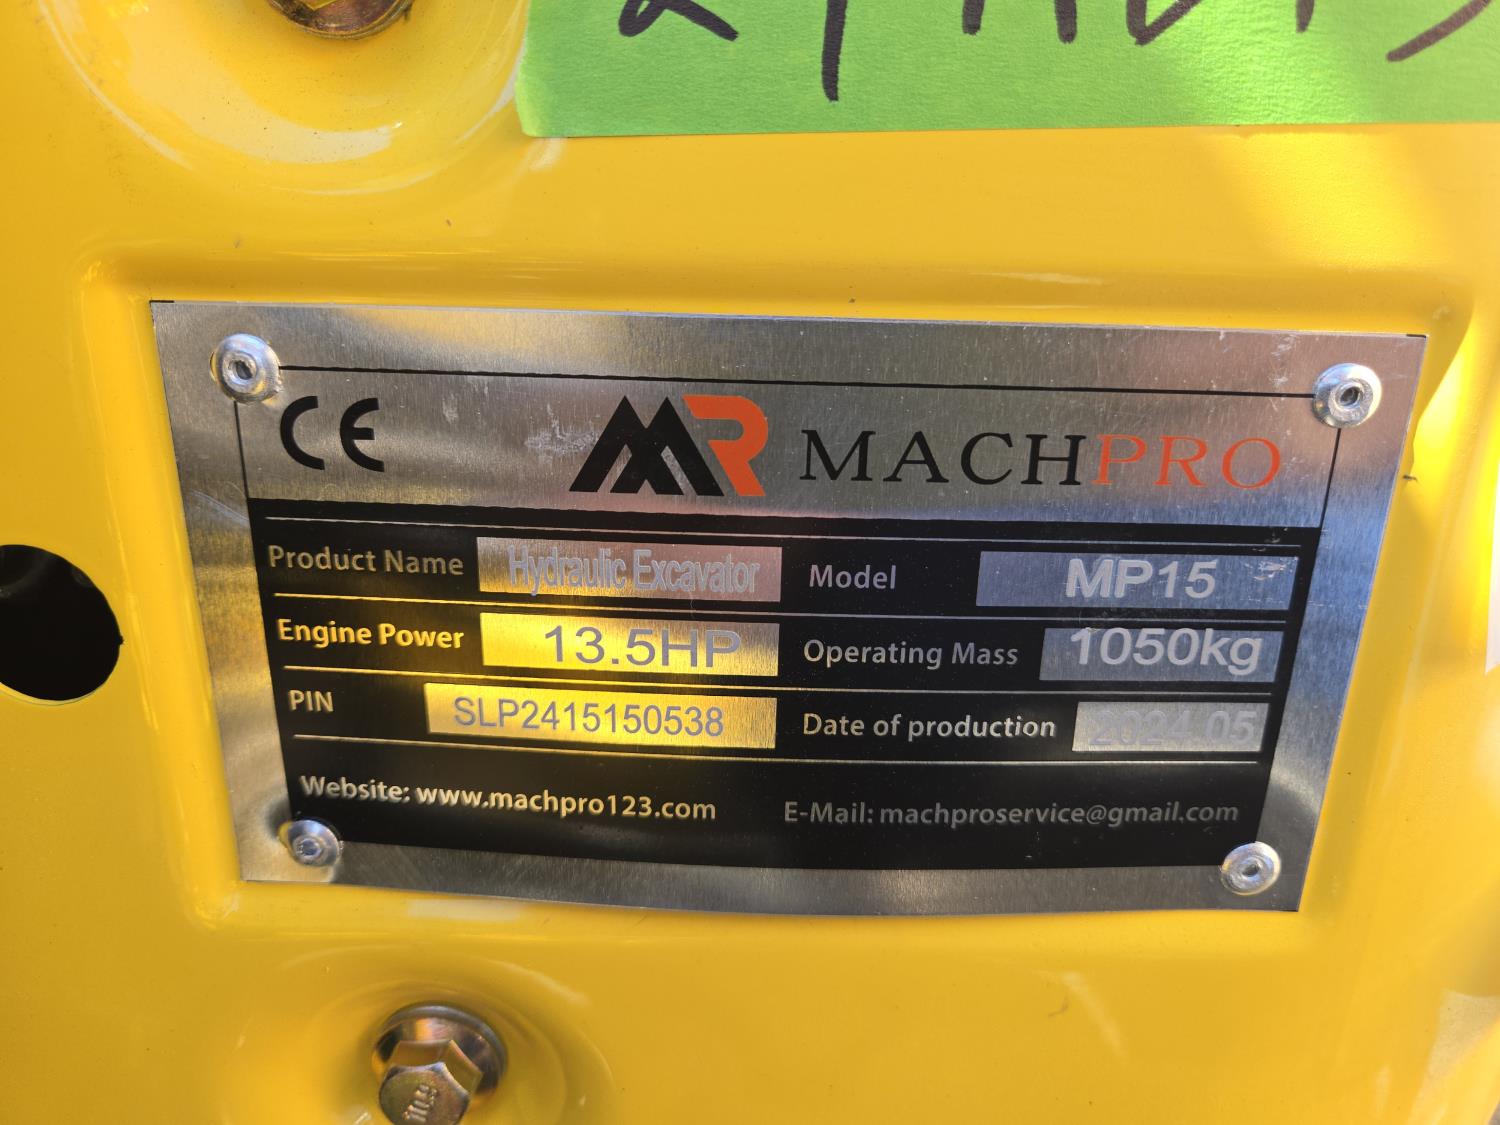 CE MR MACHPRO
Product Name Hydraulic Excavator Model MP15
Engine Power 13.5HP Operating Mass 1050kg
PIN SLP2415150538 Date of production 2024.05
Website: www.machpro123.com E-Mail: machproservice@gmail.com